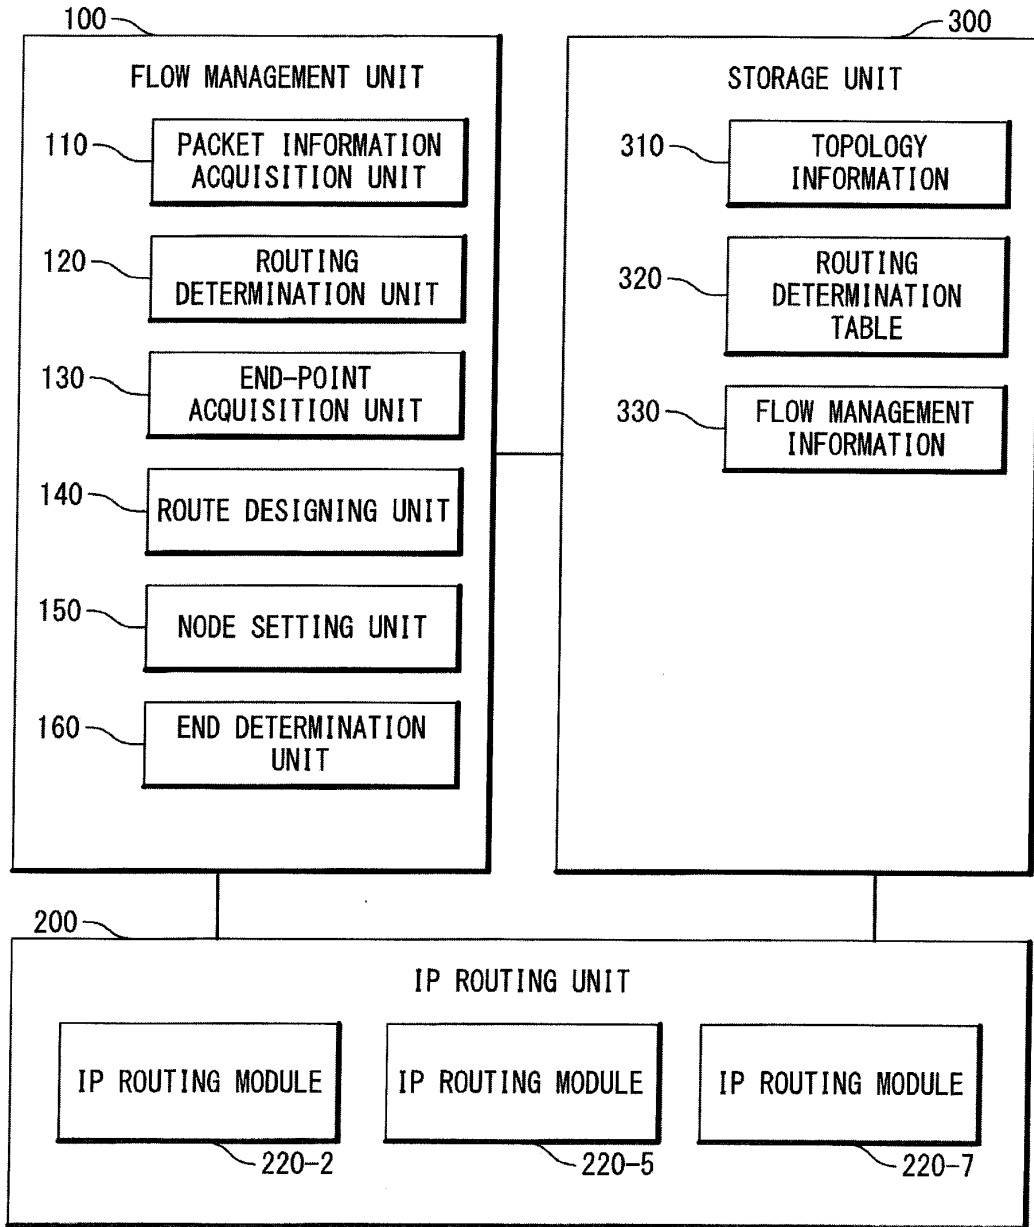 100
FLOW MANAGEMENT UNIT
110
PACKET INFORMATION
ACQUISITION UNIT
120
ROUTING
DETERMINATION UNIT
130
END-POINT
ACQUISITION UNIT
140
ROUTE DESIGNING UNIT
150
NODE SETTING UNIT
160
END DETERMINATION
UNIT
300
STORAGE UNIT
310
TOPOLOGY
INFORMATION
320
ROUTING
DETERMINATION
TABLE
330
FLOW MANAGEMENT
INFORMATION
200
IP ROUTING UNIT
IP ROUTING MODULE
220-2
IP ROUTING MODULE
220-5
IP ROUTING MODULE
220-7